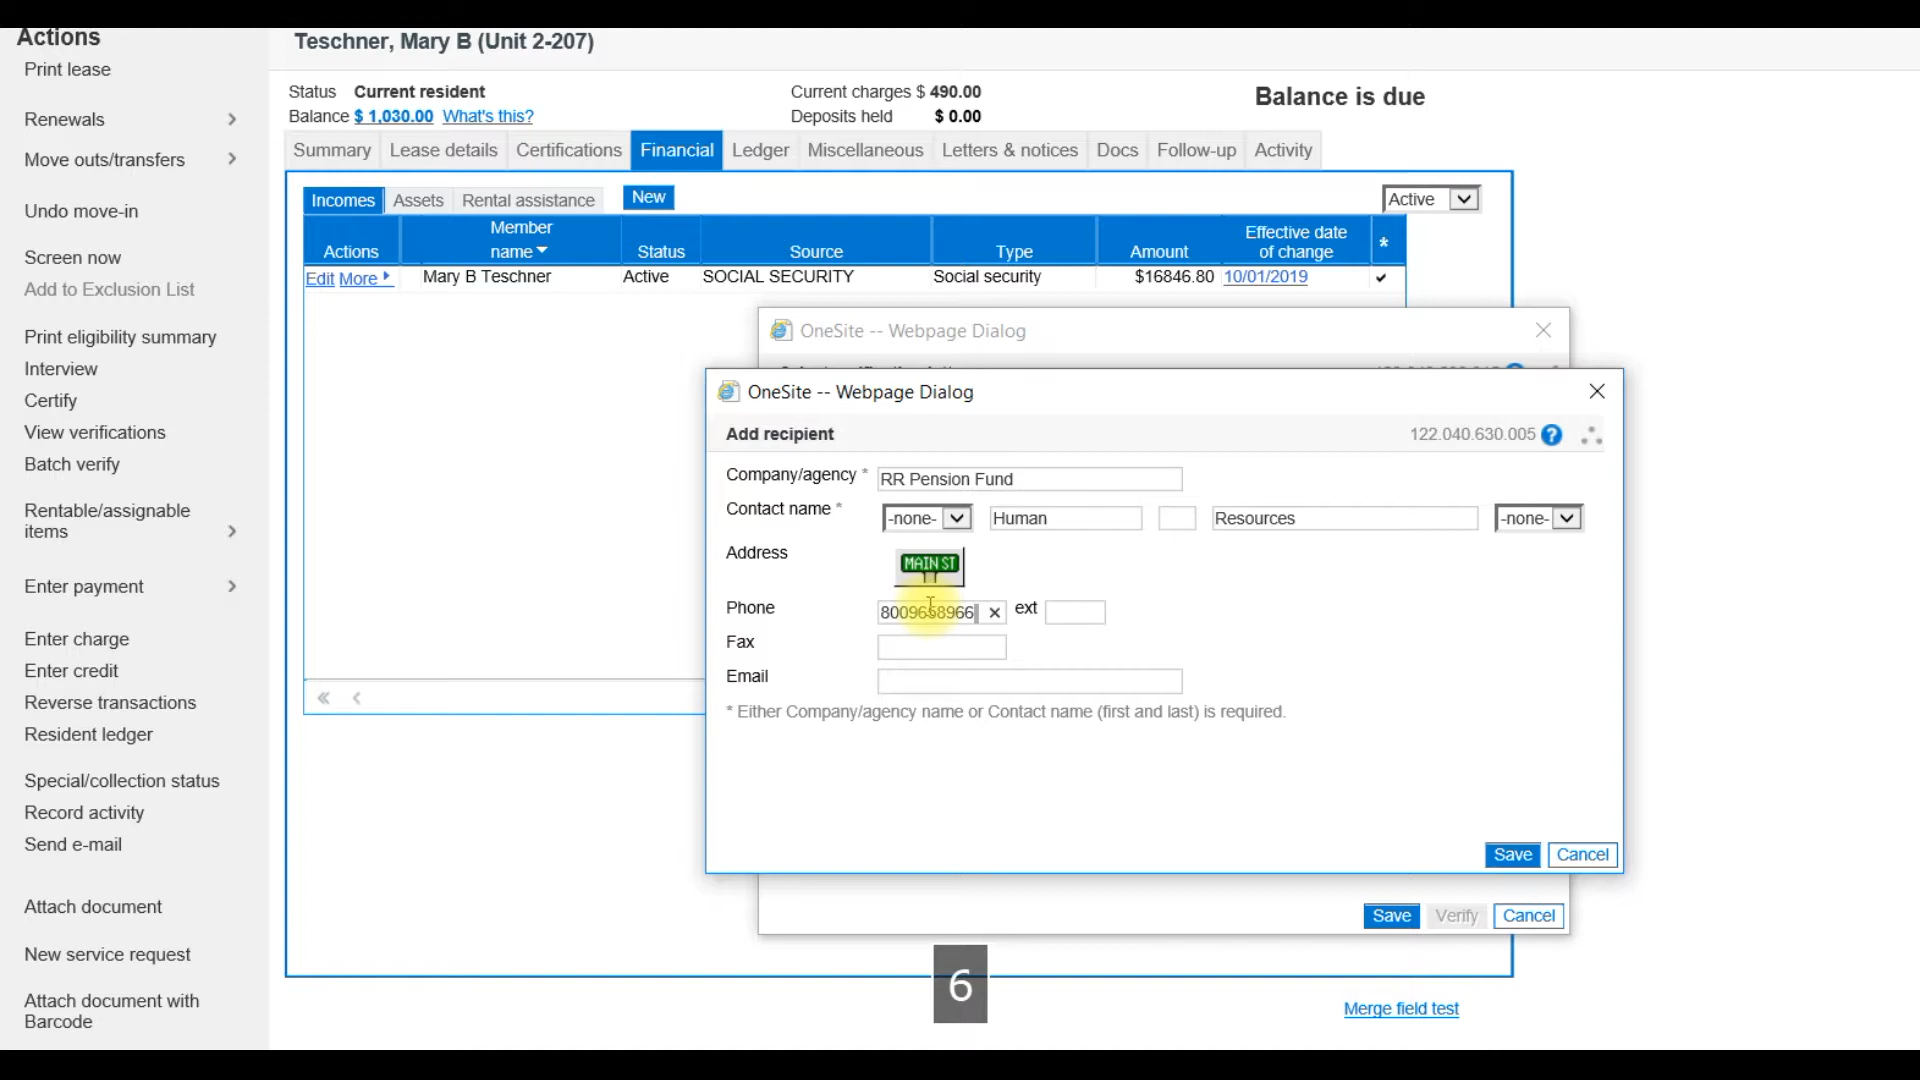 Actions
Print lease
Renewals
Move outs/transfers
Undo move-in
Screen now
Add to Exclusion List
Print eligibility summary
Interview
Certify
View verifications
Batch verify
Rentable/assignable
items
Enter payment
Enter charge
Enter credit
Reverse transactions
Resident ledger
Special/collection status
Record activity
Send e-mail
Attach document
New service request
Attach document with
Barcode
Teschner, Mary B (Unit 2-207)
Status Current resident
Current charges $ 490.00
Balance is due
Balance $ 1,030.00 What's this?
Deposits held $ 0.00
Summary Lease details Certifications Financial Ledger Miscellaneous Letters & notices Docs Follow-up Activity
Incomes Assets Rental assistance New Active
Actions
Member
name
Status
Source
Type
Amount
Effective date
of change
*
Edit More Mary B Teschner Active SOCIAL SECURITY Social security $16846.80 10/01/2019
OneSite -- Webpage Dialog
OneSite -- Webpage Dialog
Add recipient 122.040.630.005 ?
Company/agency * RR Pension Fund
Contact name * -none- Human Resources -none-
Address MAIN ST
Phone 8009658966 ext
Fax
Email
* Either Company/agency name or Contact name (first and last) is required.
Save Cancel
Save Verify Cancel
6
Merge field test